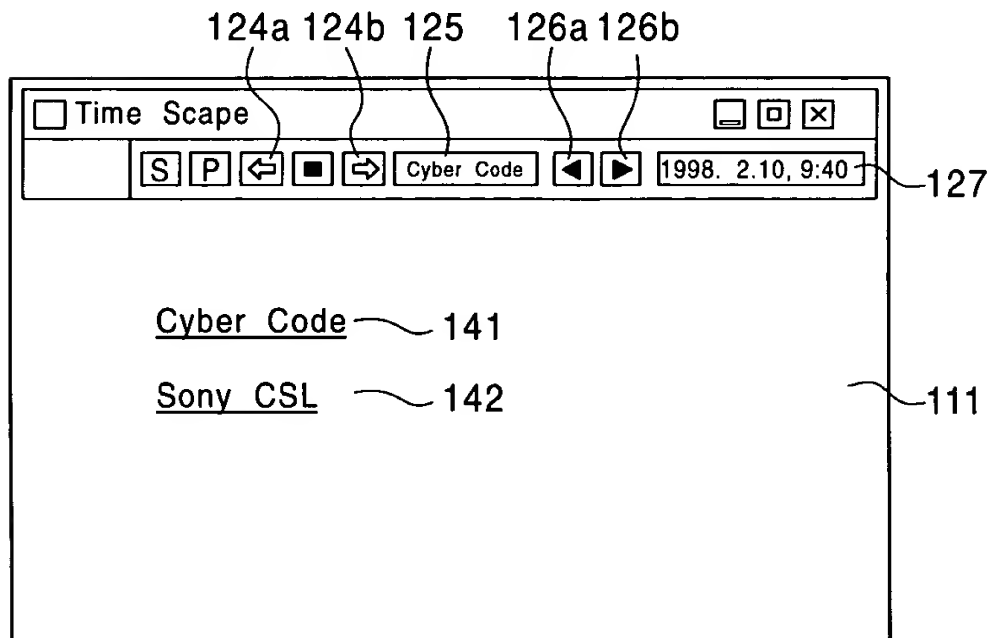 124a 124b 125 126a 126b
Time Scape
S P Cyber Code 1998. 2.10, 9:40
127
Cyber Code 141
Sony CSL 142
111